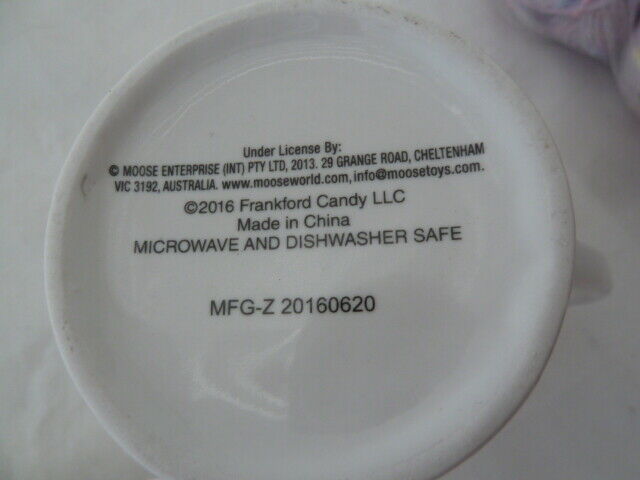 Under License By:
© MOOSE ENTERPRISE (INT) PTY LTD, 2013. 29 GRANGE ROAD, CHELTENHAM
VIC 3192, AUSTRALIA. www.mooseworld.com, info@moosetoys.com.
©2016 Frankford Candy LLC
Made in China
MICROWAVE AND DISHWASHER SAFE
MFG-Z 20160620